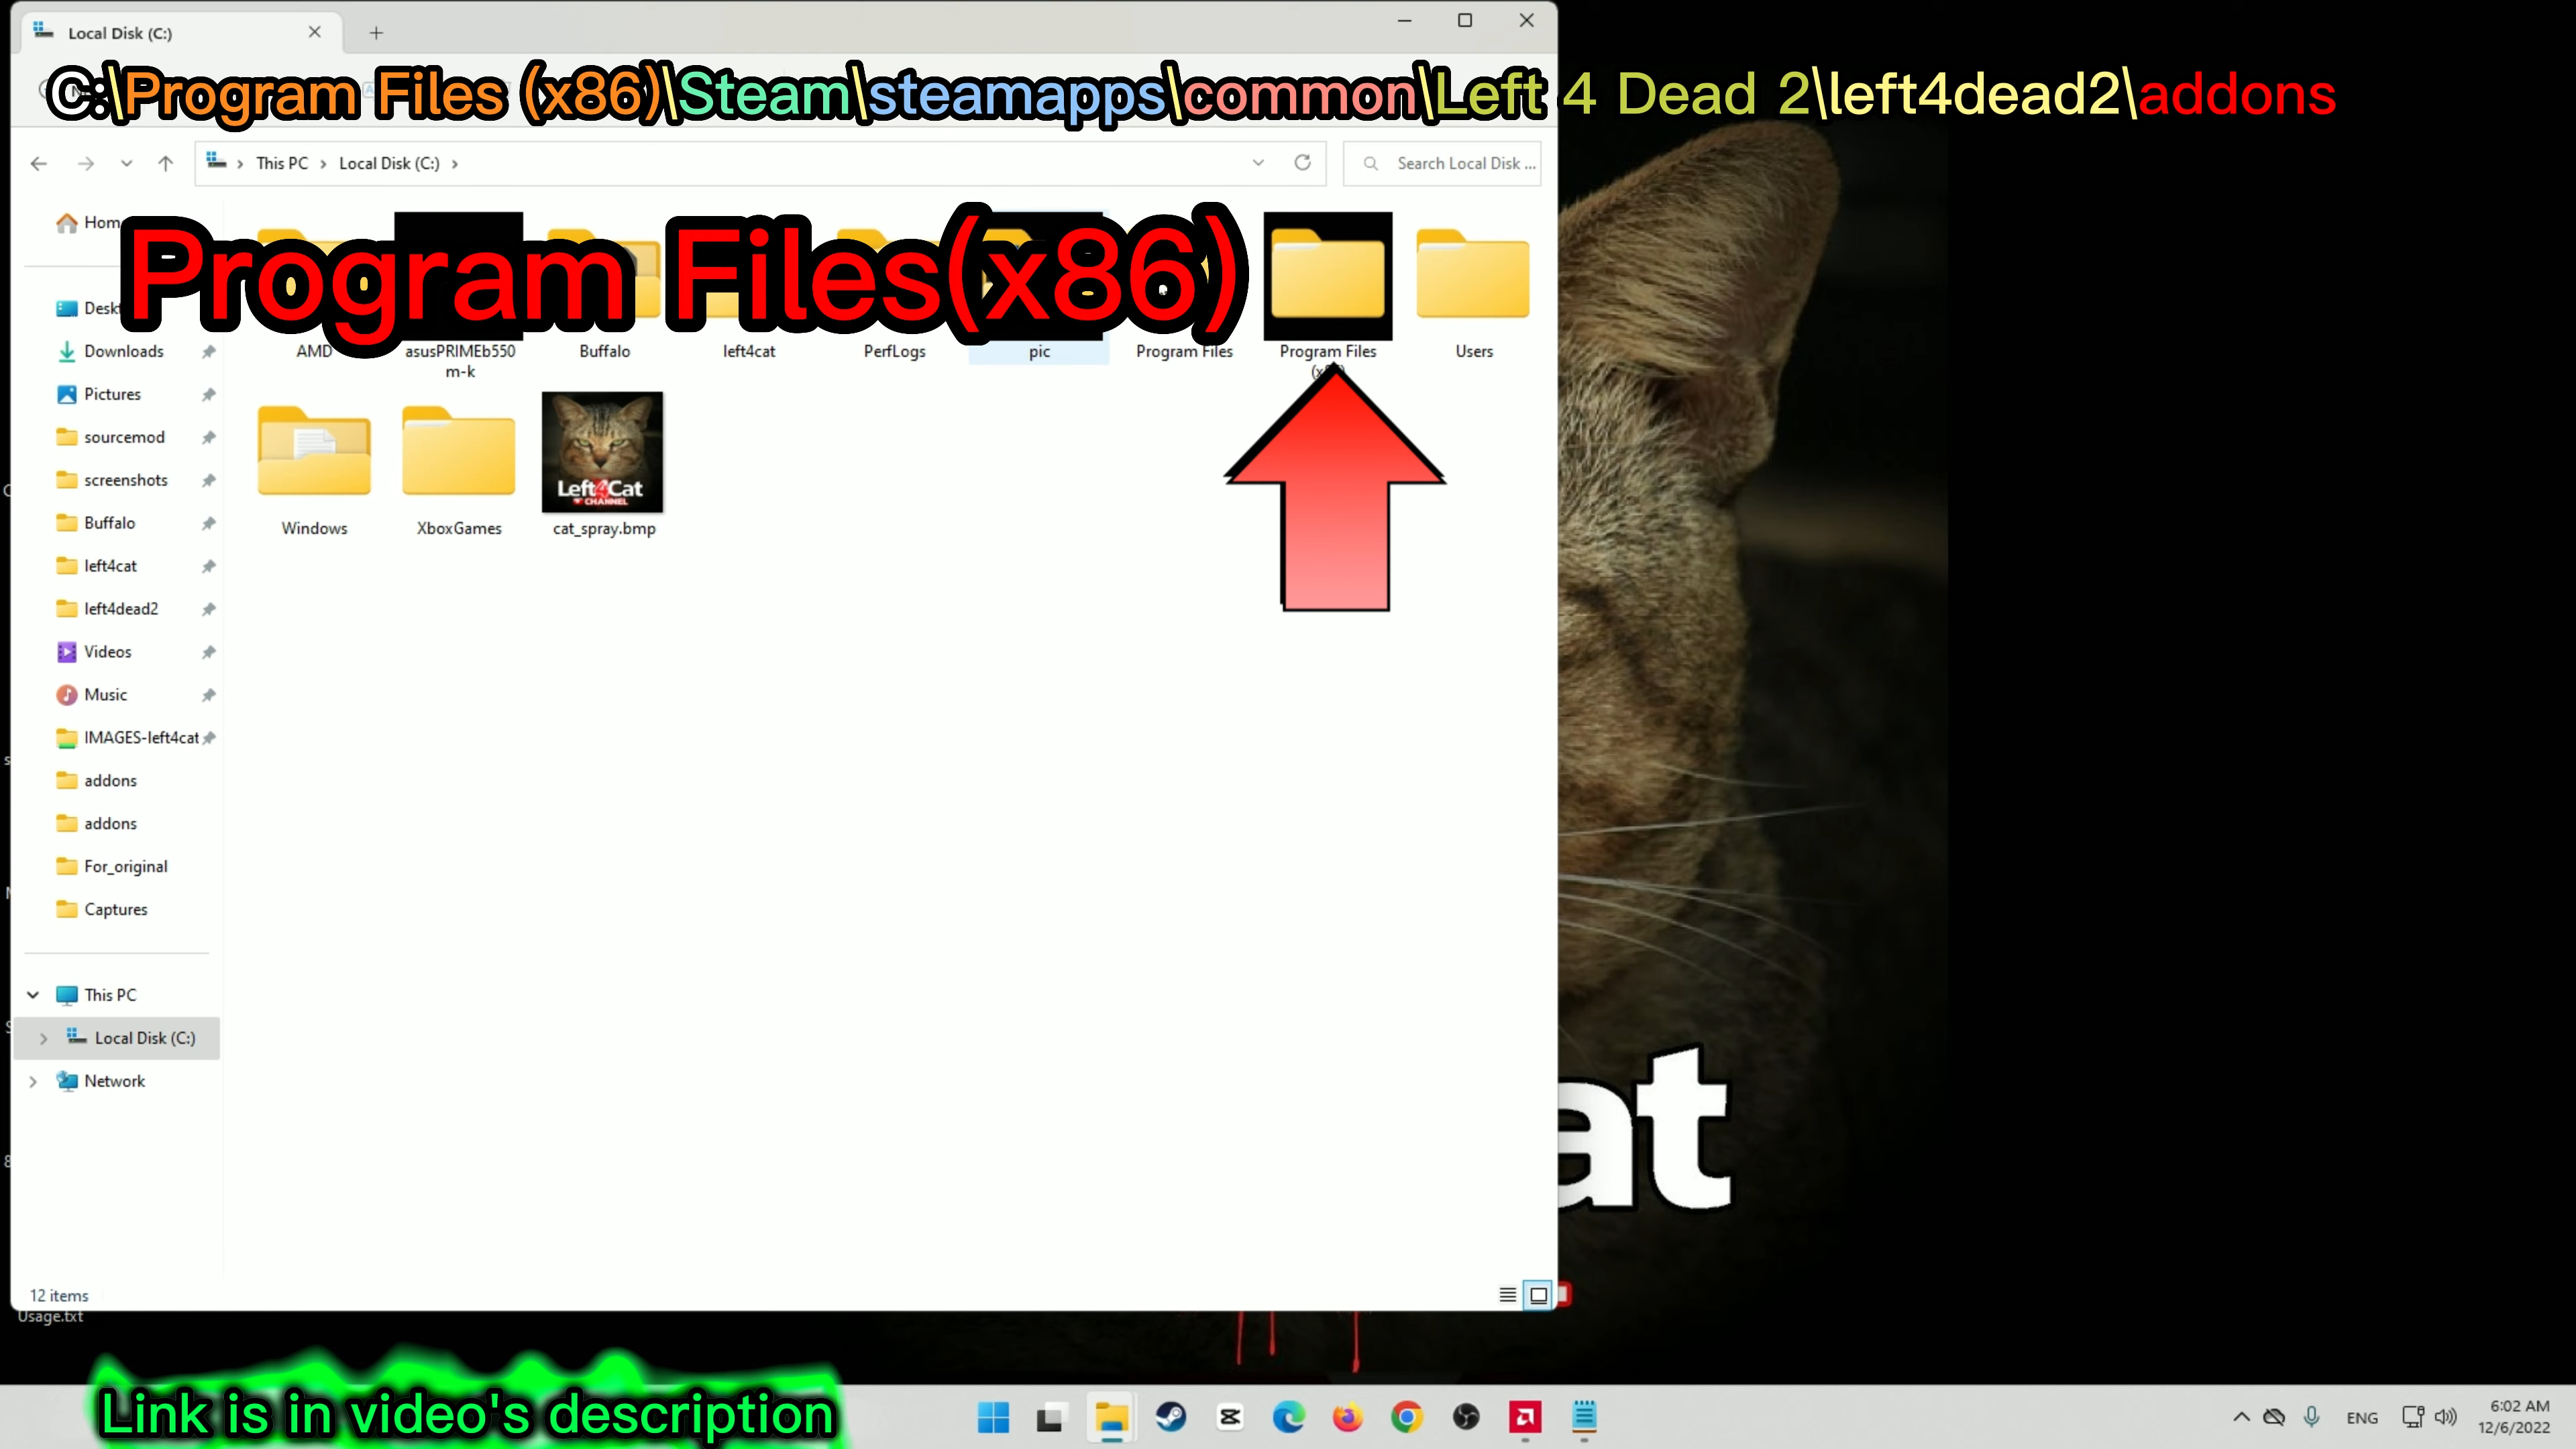 Local Disk (C:)
C:\Program Files (x86)\Steam\steamapps\common\Left 4 Dead 2\left4dead2\addons
This PC > Local Disk (C:) >
Search Local Disk ...
Program Files(x86)
Home
Desk
Downloads
Pictures
sourcemod
screenshots
Buffalo
left4cat
left4dead2
Videos
Music
IMAGES-left4cat
addons
addons
For_original
Captures
This PC
Local Disk (C:)
Network
AMD
asusPRIMEb550
m-k
Buffalo
left4cat
PerfLogs
pic
Program Files
Program Files
Users
Left4Cat
CHANNEL
Windows
XboxGames
cat_spray.bmp
at
12 items
Usage.txt
Link is in video's description
ENG
6:02 AM
12/6/2022